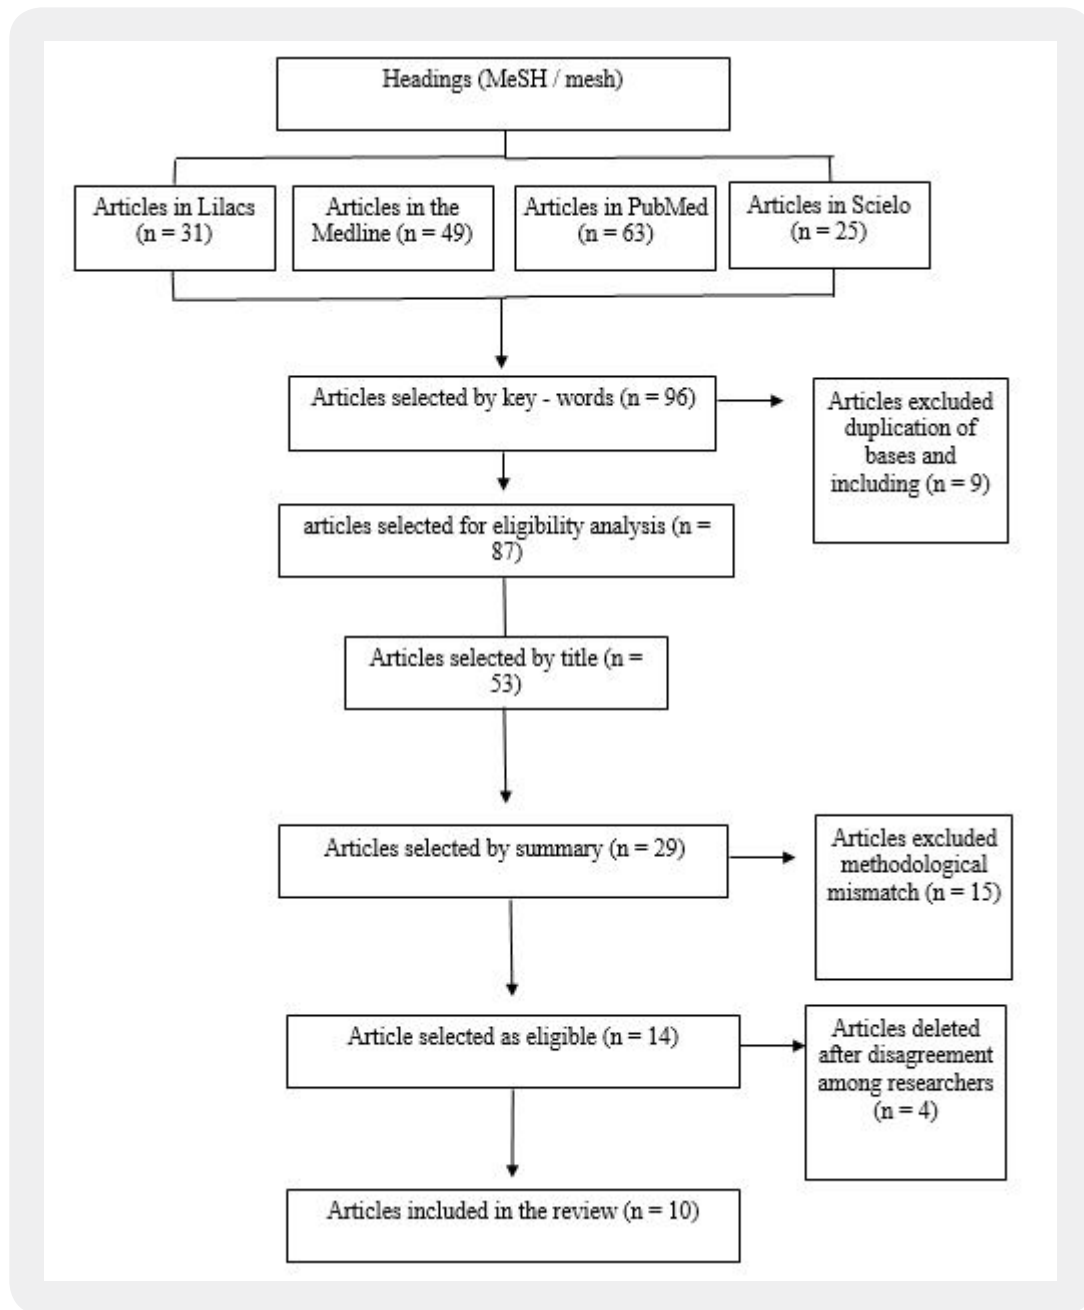 Headings (MeSH / mesh)
Articles in Lilacs
(n = 31)
Articles in the
Medline (n = 49)
Articles in PubMed
(n = 63)
Articles in Scielo
(n = 25)
Articles selected by key - words (n = 96)
Articles excluded
duplication of
bases and
including (n = 9)
articles selected for eligibility analysis (n =
87)
Articles selected by title (n =
53)
Articles selected by summary (n = 29)
Articles excluded
methodological
mismatch (n = 15)
Article selected as eligible (n = 14)
Articles deleted
after disagreement
among researchers
(n = 4)
Articles included in the review (n = 10)